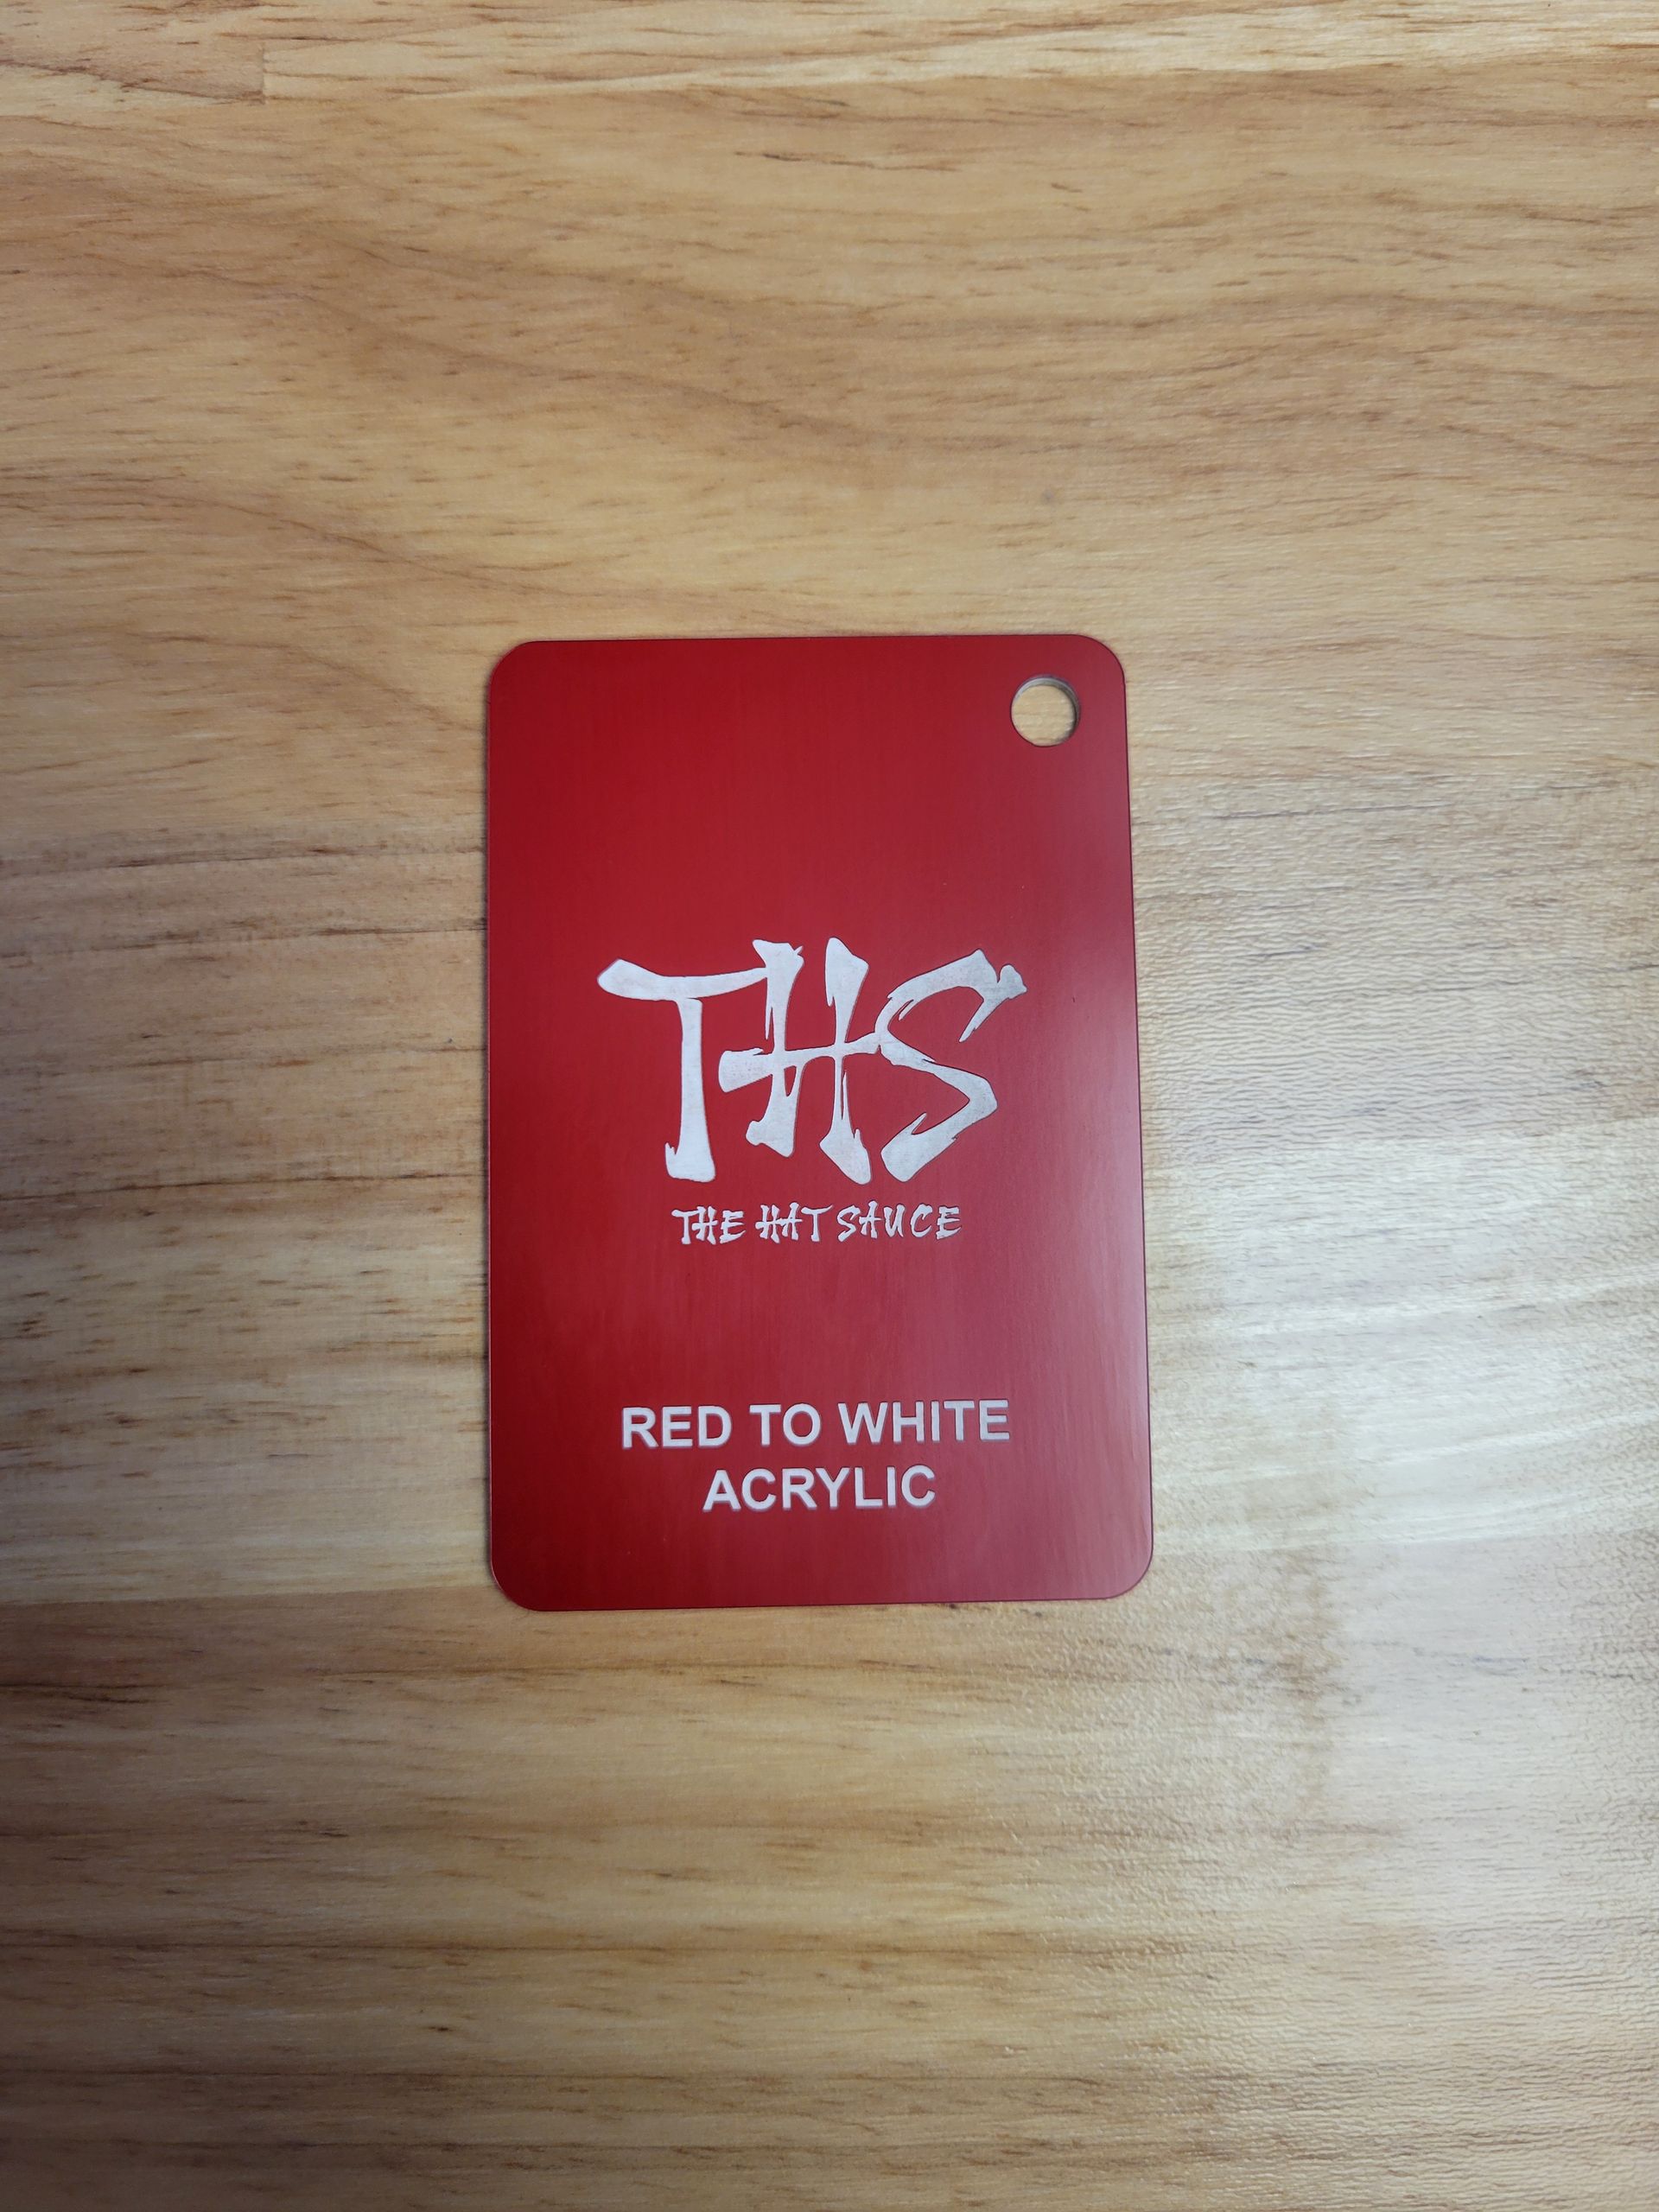 THS
THE HAT SAUCE
RED TO WHITE
ACRYLIC